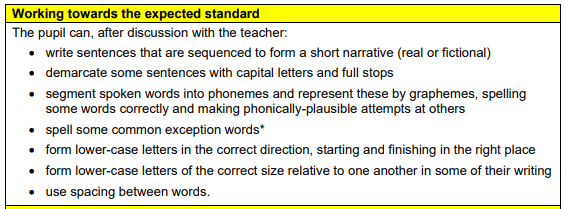 Working towards the expected standard
The pupil can, after discussion with the teacher:
• write sentences that are sequenced to form a short narrative (real or fictional)
• demarcate some sentences with capital letters and full stops
• segment spoken words into phonemes and represent these by graphemes, spelling
some words correctly and making phonically-plausible attempts at others
• spell some common exception words*
• form lower-case letters in the correct direction, starting and finishing in the right place
• form lower-case letters of the correct size relative to one another in some of their writing
• use spacing between words.